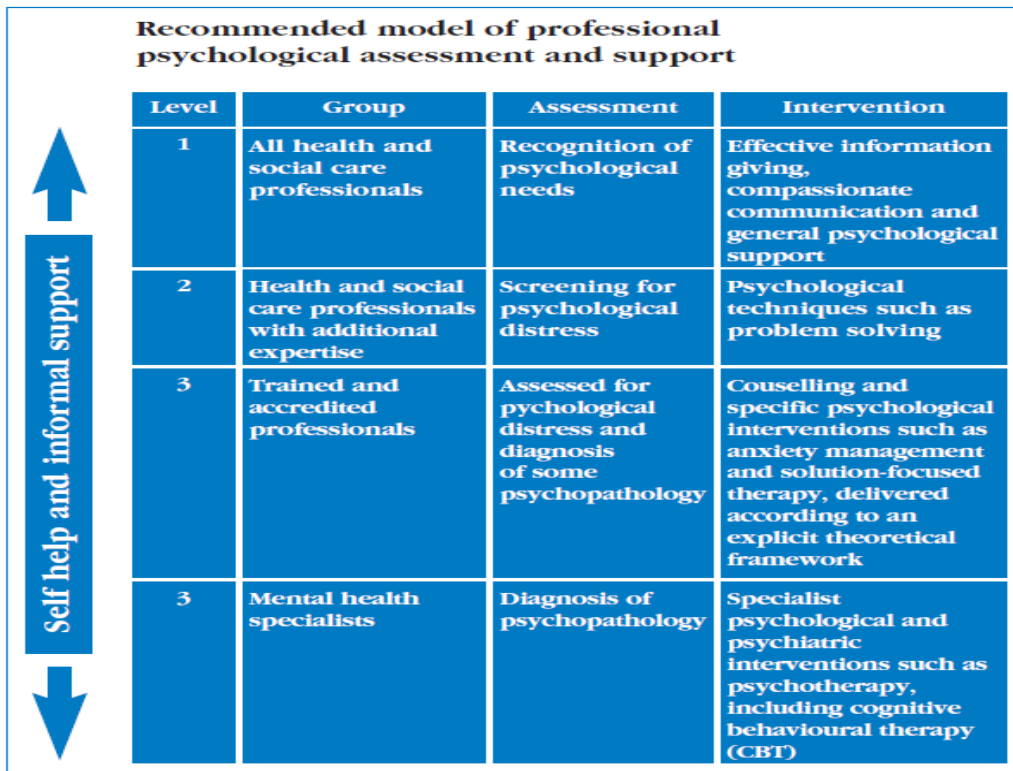 Recommended model of professional
psychological assessment and support
Level
Group
Assessment
Intervention
1
All health and
social care
professionals
Recognition of
psychological
needs
Effective information
giving,
compassionate
communication and
general psychological
support
2
Health and social
care professionals
with additional
expertise
Screening for
psychological
distress
Psychological
techniques such as
problem solving
3
Trained and
accredited
professionals
Assessed for
pychological
distress and
diagnosis
of some
psychopathology
Couselling and
specific psychological
interventions such as
anxiety management
and solution-focused
therapy, delivered
according to an
explicit theoretical
framework
3
Mental health
specialists
Diagnosis of
psychopathology
Specialist
psychological and
psychiatric
interventions such as
psychotherapy,
including cognitive
behavioural therapy
(CBT)
Self help and informal support